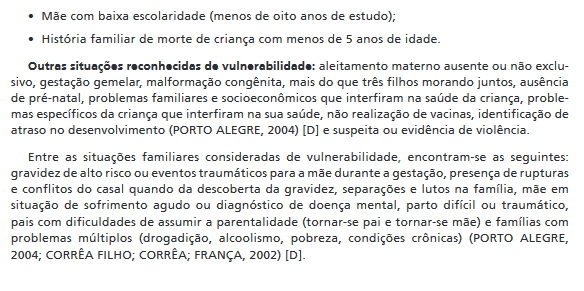 • Mãe com baixa escolaridade (menos de oito anos de estudo);
• História familiar de morte de criança com menos de 5 anos de idade.
Outras situações reconhecidas de vulnerabilidade: aleitamento materno ausente ou não exclu-
sivo, gestação gemelar, malformação congênita, mais do que três filhos morando juntos, ausência
de pré-natal, problemas familiares e socioeconômicos que interfiram na saúde da criança, proble-
mas específicos da criança que interfiram na sua saúde, não realização de vacinas, identificação de
atraso no desenvolvimento (PORTO ALEGRE, 2004) [D] e suspeita ou evidência de violência.
Entre as situações familiares consideradas de vulnerabilidade, encontram-se as seguintes:
gravidez de alto risco ou eventos traumáticos para a mãe durante a gestação, presença de rupturas
e conflitos do casal quando da descoberta da gravidez, separações e lutos na família, mãe em
situação de sofrimento agudo ou diagnóstico de doença mental, parto difícil ou traumático,
pais com dificuldades de assumir a parentalidade (tornar-se pai e tornar-se mãe) e famílias com
problemas múltiplos (drogadição, alcoolismo, pobreza, condições crônicas) (PORTO ALEGRE,
2004; CORRÊA FILHO; CORRÊA; FRANÇA, 2002) [D].